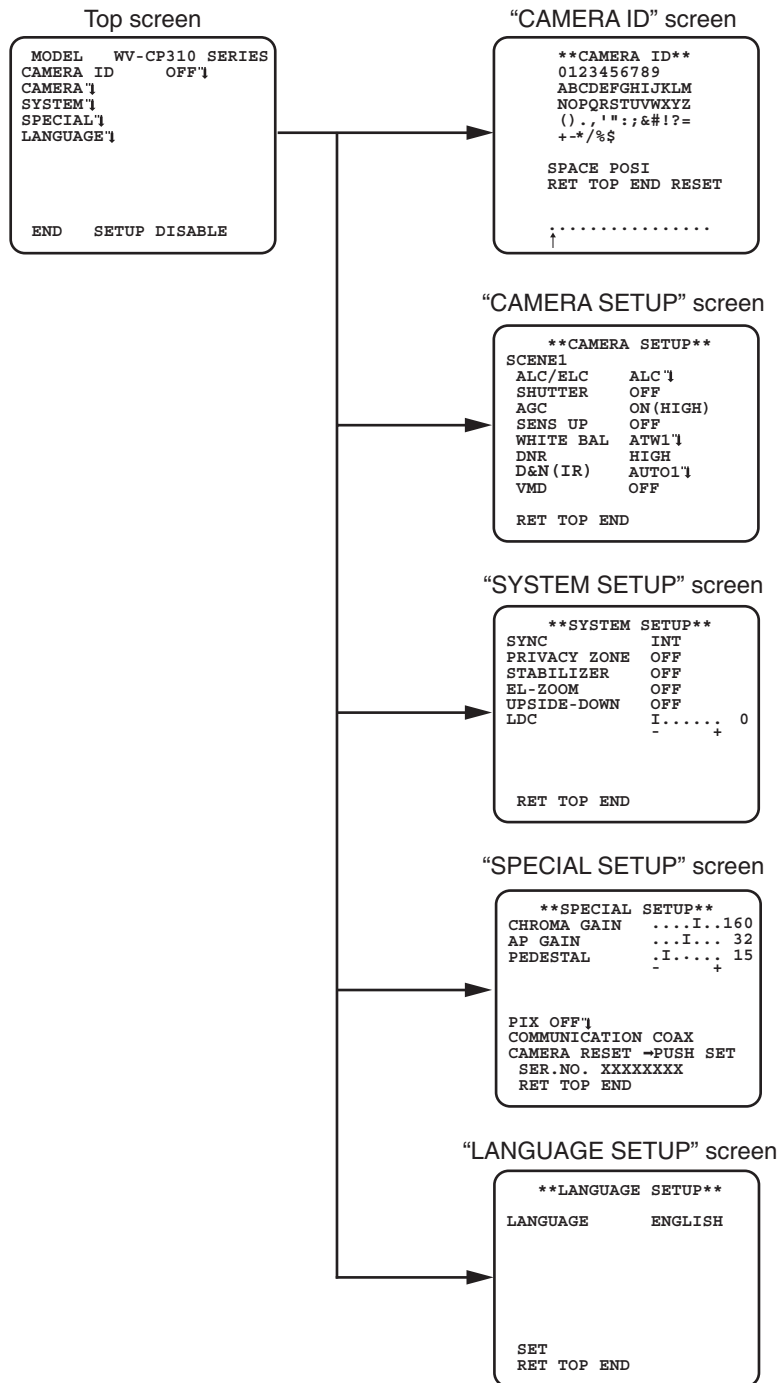 Top screen
MODEL WV-CP310 SERIES
CAMERA ID OFF
CAMERA
SYSTEM
SPECIAL
LANGUAGE
END SETUP DISABLE
“CAMERA ID” screen
**CAMERA ID**
0123456789
ABCDEFGHIJKLM
NOPQRSTUVWXYZ
().,'":;&#!?=
+-*/%$
SPACE POSI
RET TOP END RESET
................
↑
“CAMERA SETUP” screen
**CAMERA SETUP**
SCENE1
ALC/ELC ALC
SHUTTER OFF
AGC ON(HIGH)
SENS UP OFF
WHITE BAL ATW1
DNR HIGH
D&N(IR) AUTO1
VMD OFF
RET TOP END
“SYSTEM SETUP” screen
**SYSTEM SETUP**
SYNC INT
PRIVACY ZONE OFF
STABILIZER OFF
EL-ZOOM OFF
UPSIDE-DOWN OFF
LDC I...... 0
- +
RET TOP END
“SPECIAL SETUP” screen
**SPECIAL SETUP**
CHROMA GAIN ....I..160
AP GAIN ...I... 32
PEDESTAL .I..... 15
- +
PIX OFF
COMMUNICATION COAX
CAMERA RESET →PUSH SET
SER.NO. XXXXXXXX
RET TOP END
“LANGUAGE SETUP” screen
**LANGUAGE SETUP**
LANGUAGE ENGLISH
SET
RET TOP END